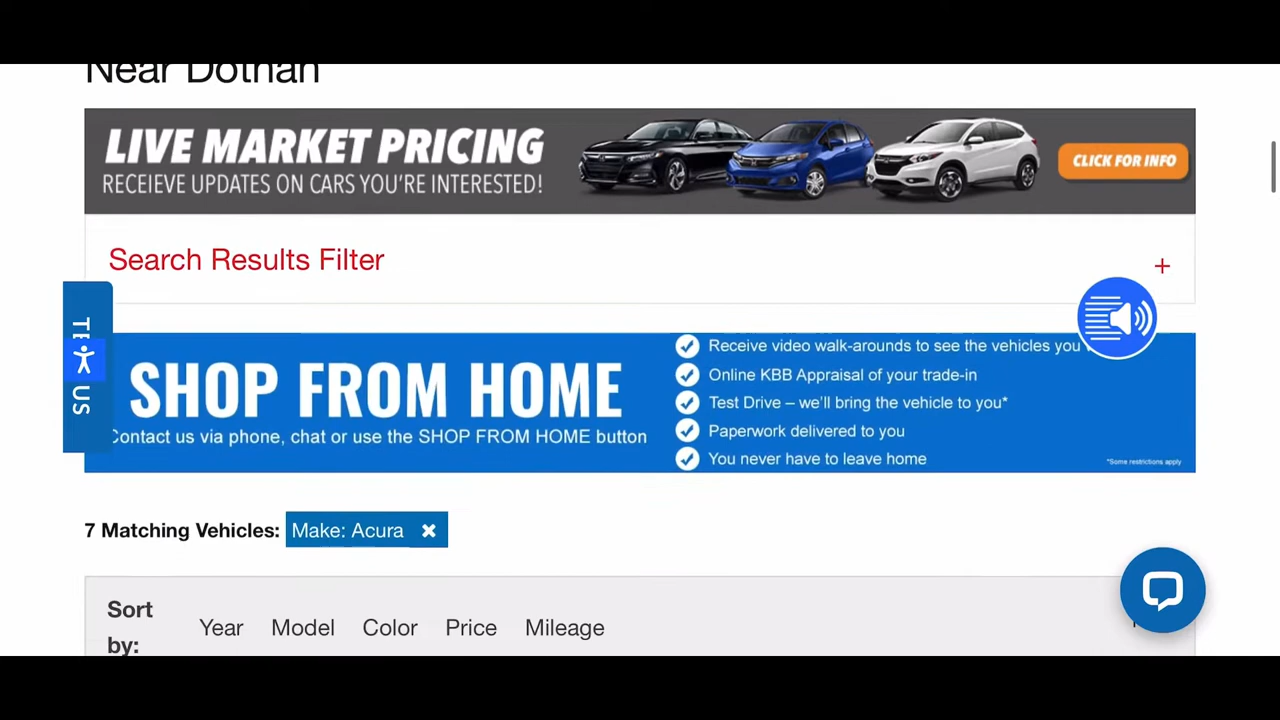 Near Dothan
LIVE MARKET PRICING
RECEIEVE UPDATES ON CARS YOU'RE INTERESTED!
CLICK FOR INFO
Search Results Filter
+
SHOP FROM HOME
Contact us via phone, chat or use the SHOP FROM HOME button
Receive video walk-arounds to see the vehicles you
Online KBB Appraisal of your trade-in
Test Drive – we'll bring the vehicle to you*
Paperwork delivered to you
You never have to leave home
*Some restrictions apply
US
7 Matching Vehicles:
Make: Acura ✖
Sort by:
Year Model Color Price Mileage